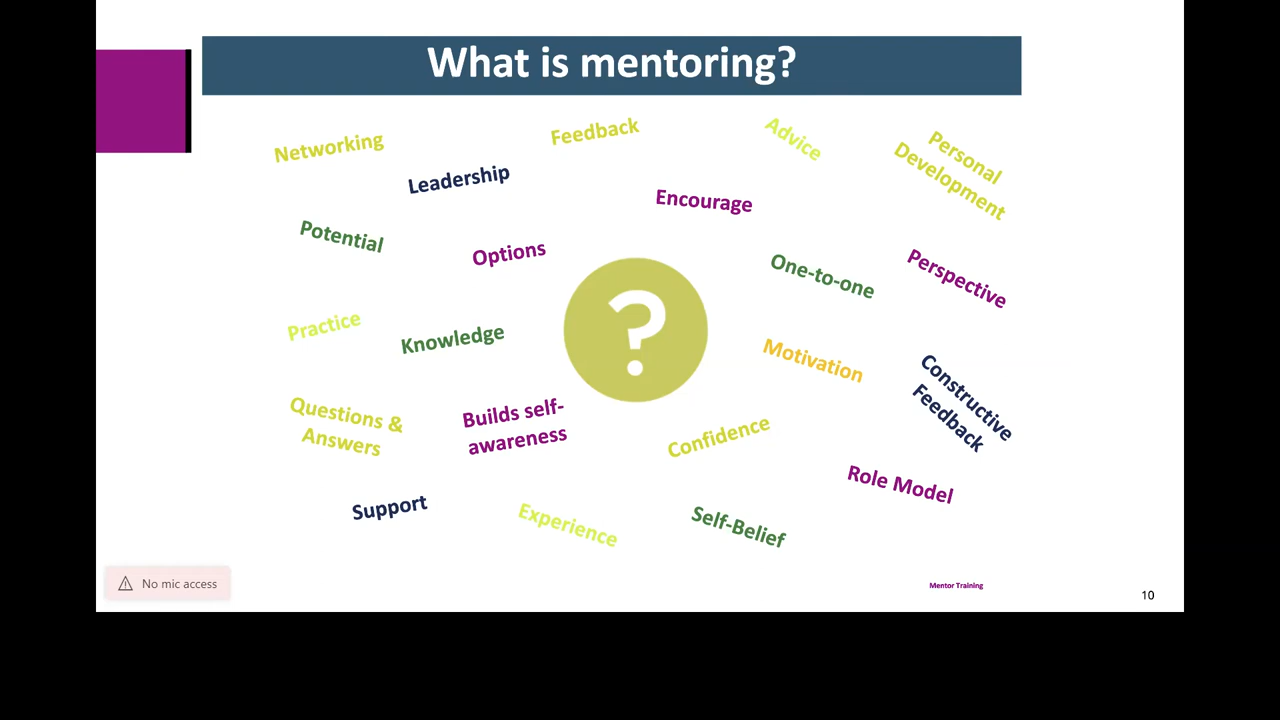 What is mentoring?
Networking
Feedback
Advice
Personal
Development
Leadership
Encourage
Potential
Options
One-to-one
Perspective
?
Practice
Knowledge
Motivation
Constructive
Feedback
Questions &
Answers
Builds self-
awareness
Confidence
Role Model
Support
Experience
Self-Belief
No mic access
Mentor Training
10